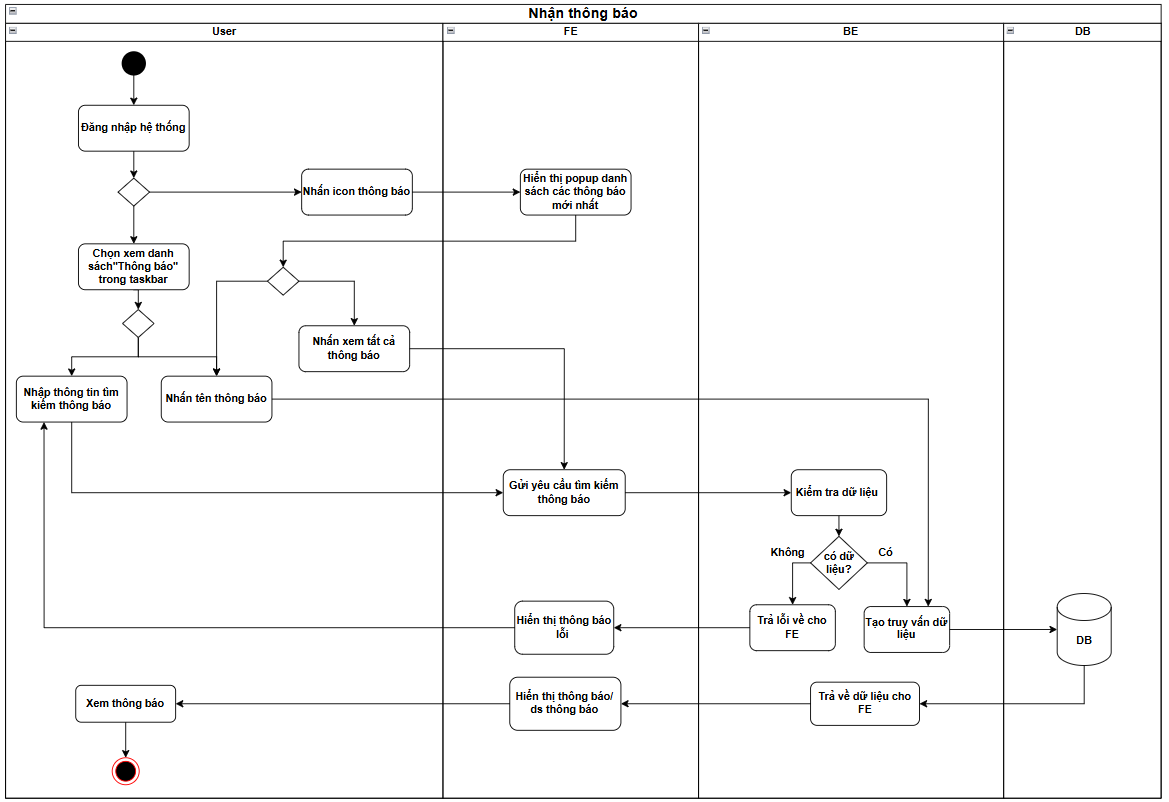 Nhận thông báo
User
FE
BE
DB
Đăng nhập hệ thống
Nhấn icon thông báo
Hiển thị popup danh
sách các thông báo
mới nhất
Chọn xem danh
sách"Thông báo"
trong taskbar
Nhấn xem tất cả
thông báo
Nhập thông tin tìm
kiếm thông báo
Nhấn tên thông báo
Gửi yêu cầu tìm kiếm
thông báo
Kiểm tra dữ liệu
Không
có dữ
liệu?
Có
Hiển thị thông báo
lỗi
Trả lỗi về cho
FE
Tạo truy vấn dữ
liệu
DB
Xem thông báo
Hiển thị thông báo/
ds thông báo
Trả về dữ liệu cho
FE